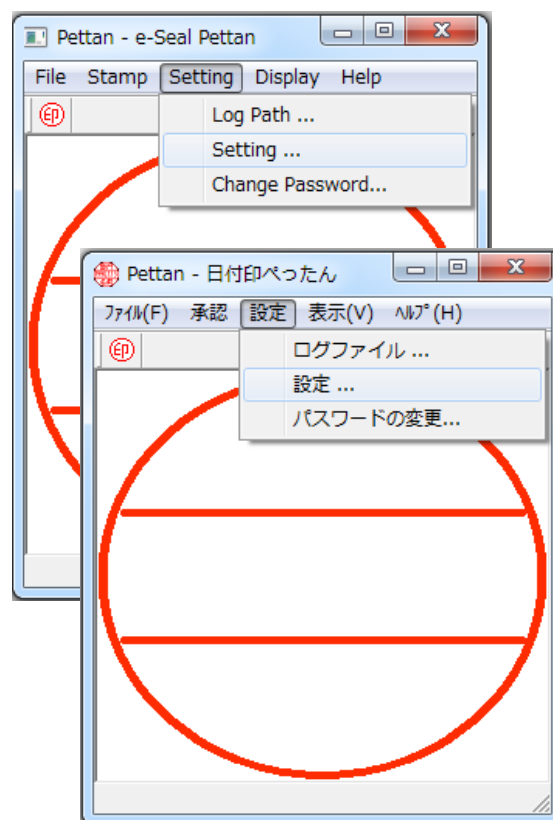 Pettan - e-Seal Pettan
File Stamp Setting Display Help
印
Log Path ...
Setting ...
Change Password...
Pettan - 日付印ぺったん
ﾌｧｲﾙ(F) 承認 設定 表示(V) ﾍﾙﾌﾟ(H)
印
ログファイル ...
設定 ...
パスワードの変更...